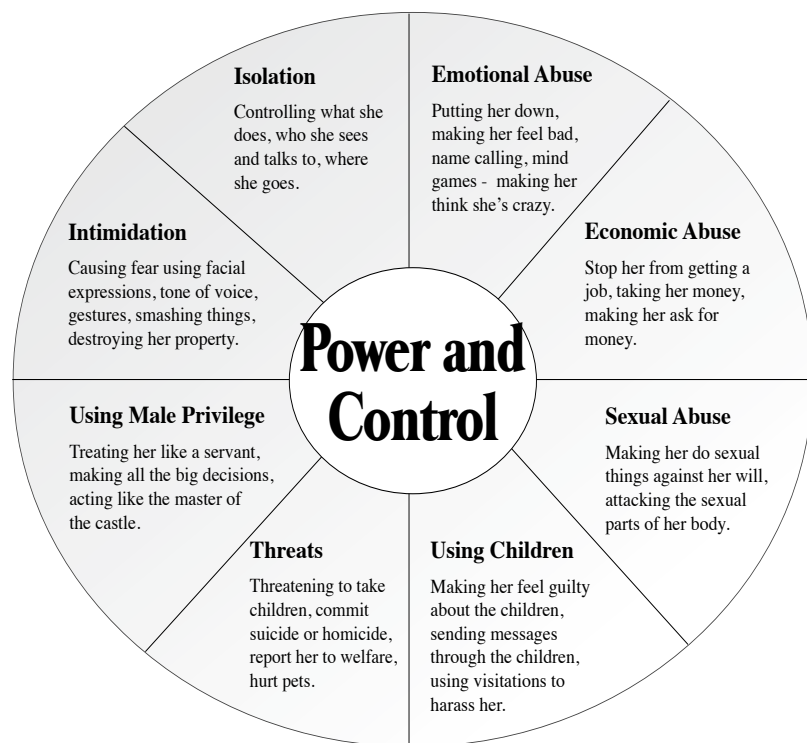 Isolation
Controlling what she
does, who she sees
and talks to, where
she goes.
Emotional Abuse
Putting her down,
making her feel bad,
name calling, mind
games - making her
think she's crazy.
Economic Abuse
Stop her from getting a
job, taking her money,
making her ask for
money.
Sexual Abuse
Making her do sexual
things against her will,
attacking the sexual
parts of her body.
Using Children
Making her feel guilty
about the children,
sending messages
through the children,
using visitations to
harass her.
Threats
Threatening to take
children, commit
suicide or homicide,
report her to welfare,
hurt pets.
Using Male Privilege
Treating her like a servant,
making all the big decisions,
acting like the master of
the castle.
Intimidation
Causing fear using facial
expressions, tone of voice,
gestures, smashing things,
destroying her property.
Power and
Control